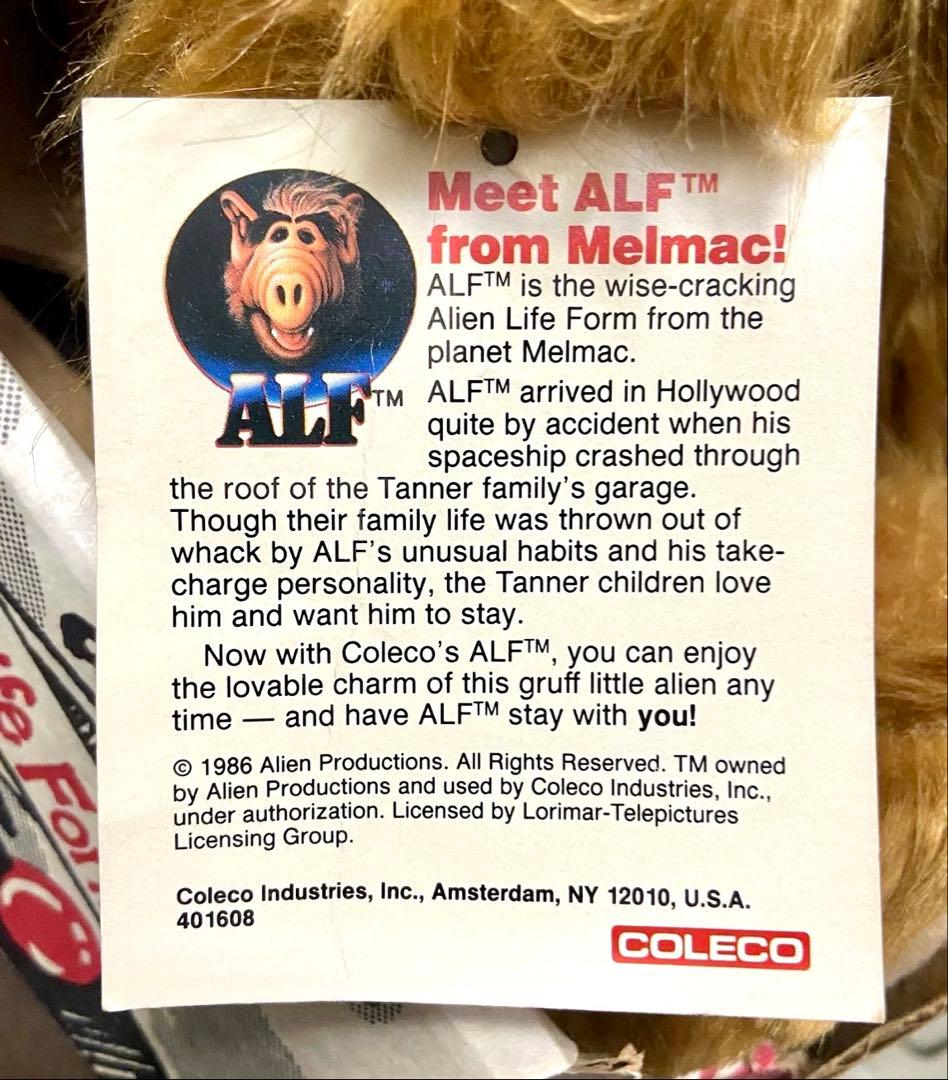 Meet ALF™
from Melmac!
ALF™ is the wise-cracking
Alien Life Form from the
planet Melmac.
ALF™
ALF™ arrived in Hollywood
quite by accident when his
spaceship crashed through
the roof of the Tanner family's garage.
Though their family life was thrown out of
whack by ALF's unusual habits and his take-
charge personality, the Tanner children love
him and want him to stay.
Now with Coleco's ALF™, you can enjoy
the lovable charm of this gruff little alien any
time — and have ALF™ stay with you!
© 1986 Alien Productions. All Rights Reserved. TM owned
by Alien Productions and used by Coleco Industries, Inc.,
under authorization. Licensed by Lorimar-Telepictures
Licensing Group.
Coleco Industries, Inc., Amsterdam, NY 12010, U.S.A.
401608
COLECO